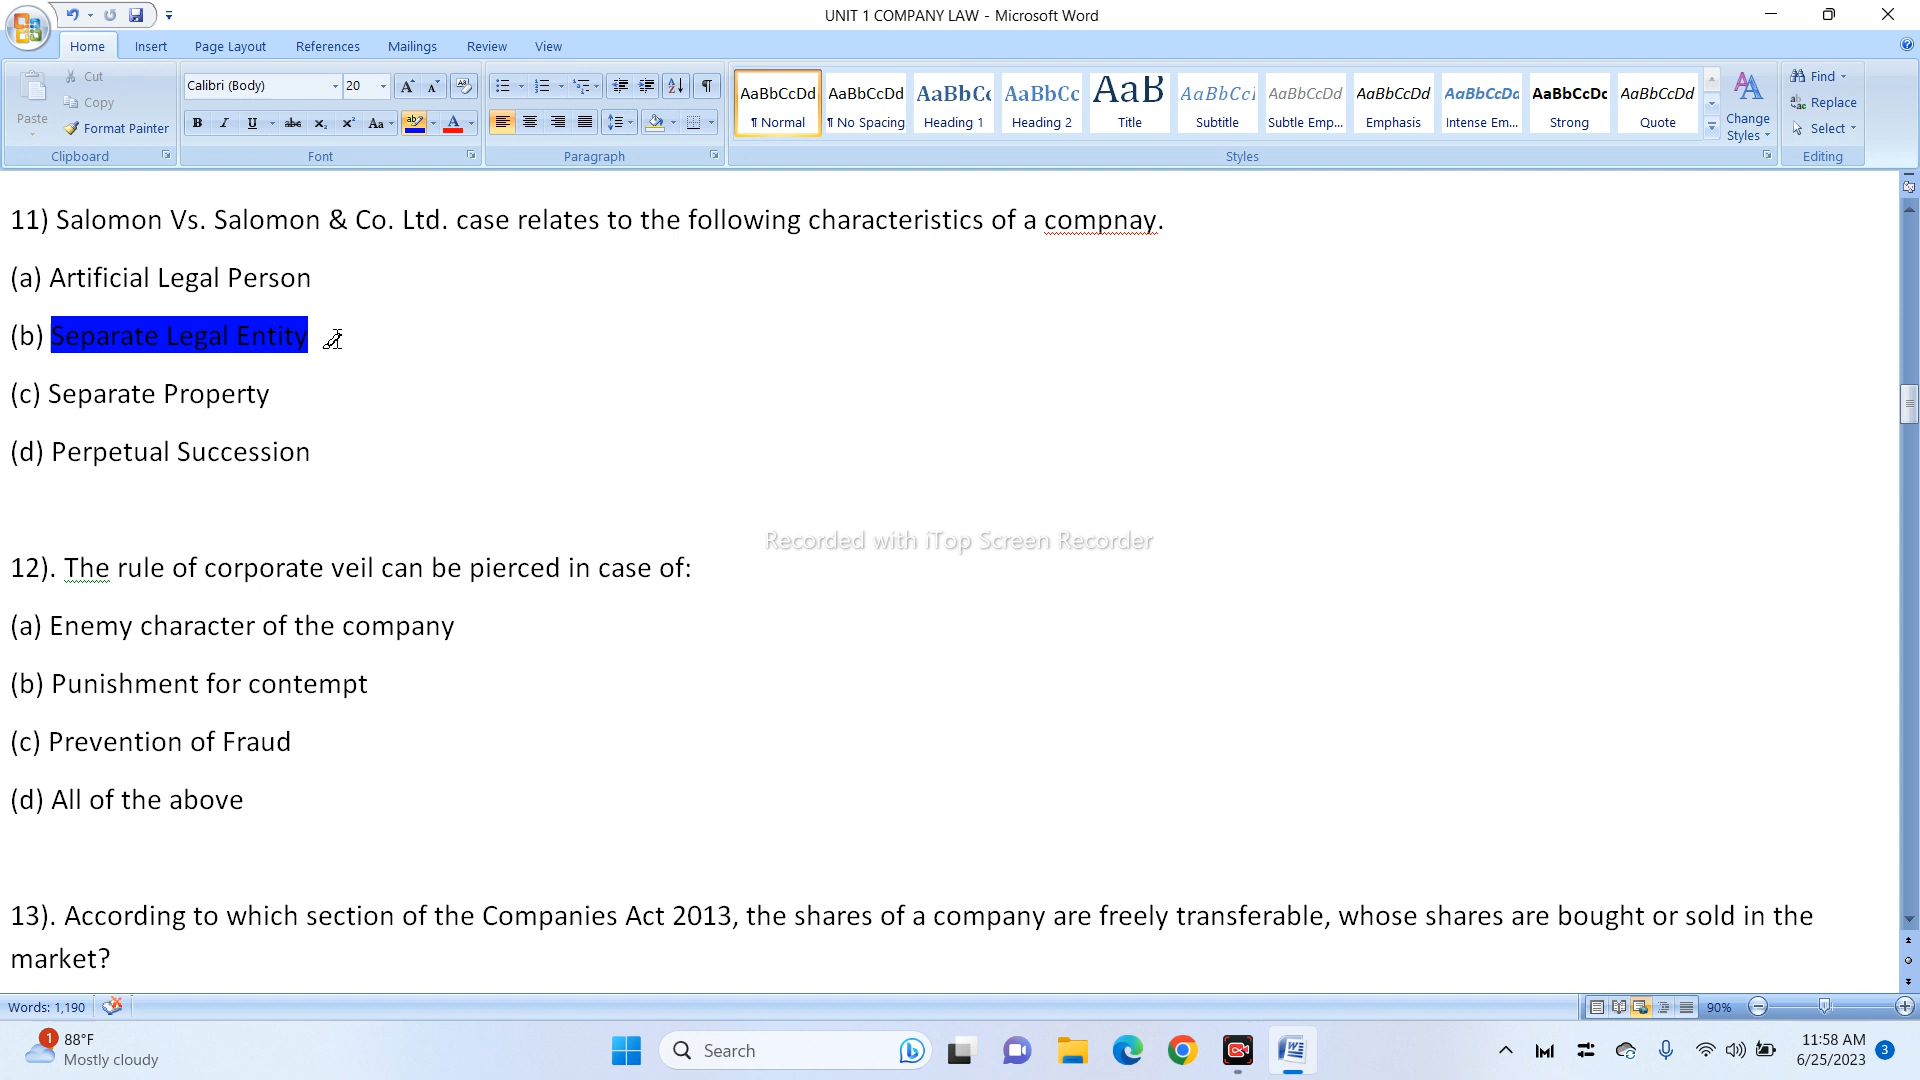 UNIT 1 COMPANY LAW - Microsoft Word
Home Insert Page Layout References Mailings Review View
Cut
Copy
Paste
Format Painter
Clipboard
Calibri (Body) 20
Font
Paragraph
AaBbCcDd AaBbCcDd AaBbCc AaBbCc AaB AaBbCcI AaBbCcDd AaBbCcDd AaBbCcDc AaBbCcDc AaBbCcDd
¶ Normal ¶ No Spacing Heading 1 Heading 2 Title Subtitle Subtle Emp... Emphasis Intense Em... Strong Quote
Change Styles
Styles
Find
Replace
Select
Editing
11) Salomon Vs. Salomon & Co. Ltd. case relates to the following characteristics of a compnay.
(a) Artificial Legal Person
(b) Separate Legal Entity
(c) Separate Property
(d) Perpetual Succession
Recorded with iTop Screen Recorder
12). The rule of corporate veil can be pierced in case of:
(a) Enemy character of the company
(b) Punishment for contempt
(c) Prevention of Fraud
(d) All of the above
13). According to which section of the Companies Act 2013, the shares of a company are freely transferable, whose shares are bought or sold in the
market?
Words: 1,190
90%
1 88°F
Mostly cloudy
Search
11:58 AM
6/25/2023
3